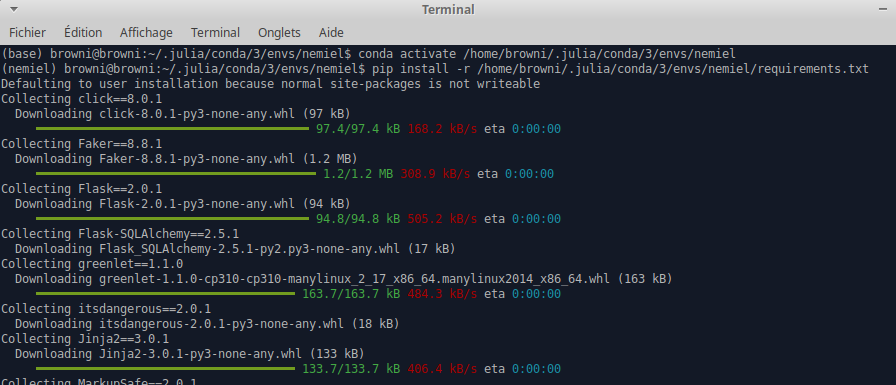 Terminal
Fichier Édition Affichage Terminal Onglets Aide
(base) browni@browni:~/.julia/conda/3/envs/nemiel$ conda activate /home/browni/.julia/conda/3/envs/nemiel
(nemiel) browni@browni:~/.julia/conda/3/envs/nemiel$ pip install -r /home/browni/.julia/conda/3/envs/nemiel/requirements.txt
Defaulting to user installation because normal site-packages is not writeable
Collecting click==8.0.1
Downloading click-8.0.1-py3-none-any.whl (97 kB)
97.4/97.4 kB 168.2 kB/s eta 0:00:00
Collecting Faker==8.8.1
Downloading Faker-8.8.1-py3-none-any.whl (1.2 MB)
1.2/1.2 MB 308.9 kB/s eta 0:00:00
Collecting Flask==2.0.1
Downloading Flask-2.0.1-py3-none-any.whl (94 kB)
94.8/94.8 kB 505.2 kB/s eta 0:00:00
Collecting Flask-SQLAlchemy==2.5.1
Downloading Flask_SQLAlchemy-2.5.1-py2.py3-none-any.whl (17 kB)
Collecting greenlet==1.1.0
Downloading greenlet-1.1.0-cp310-cp310-manylinux_2_17_x86_64.manylinux2014_x86_64.whl (163 kB)
163.7/163.7 kB 484.3 kB/s eta 0:00:00
Collecting itsdangerous==2.0.1
Downloading itsdangerous-2.0.1-py3-none-any.whl (18 kB)
Collecting Jinja2==3.0.1
Downloading Jinja2-3.0.1-py3-none-any.whl (133 kB)
133.7/133.7 kB 406.4 kB/s eta 0:00:00
Collecting MarkupSafe==2.0.1